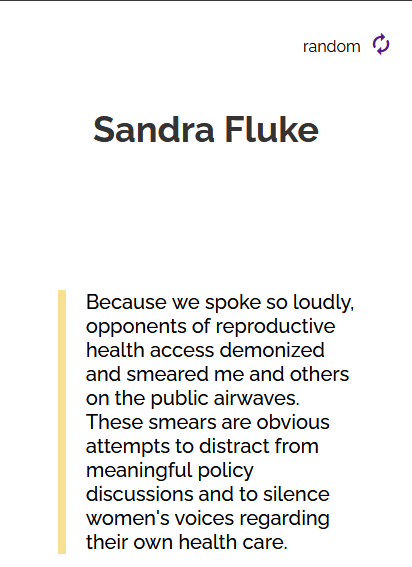 random
Sandra Fluke
Because we spoke so loudly,
opponents of reproductive
health access demonized
and smeared me and others
on the public airwaves.
These smears are obvious
attempts to distract from
meaningful policy
discussions and to silence
women's voices regarding
their own health care.